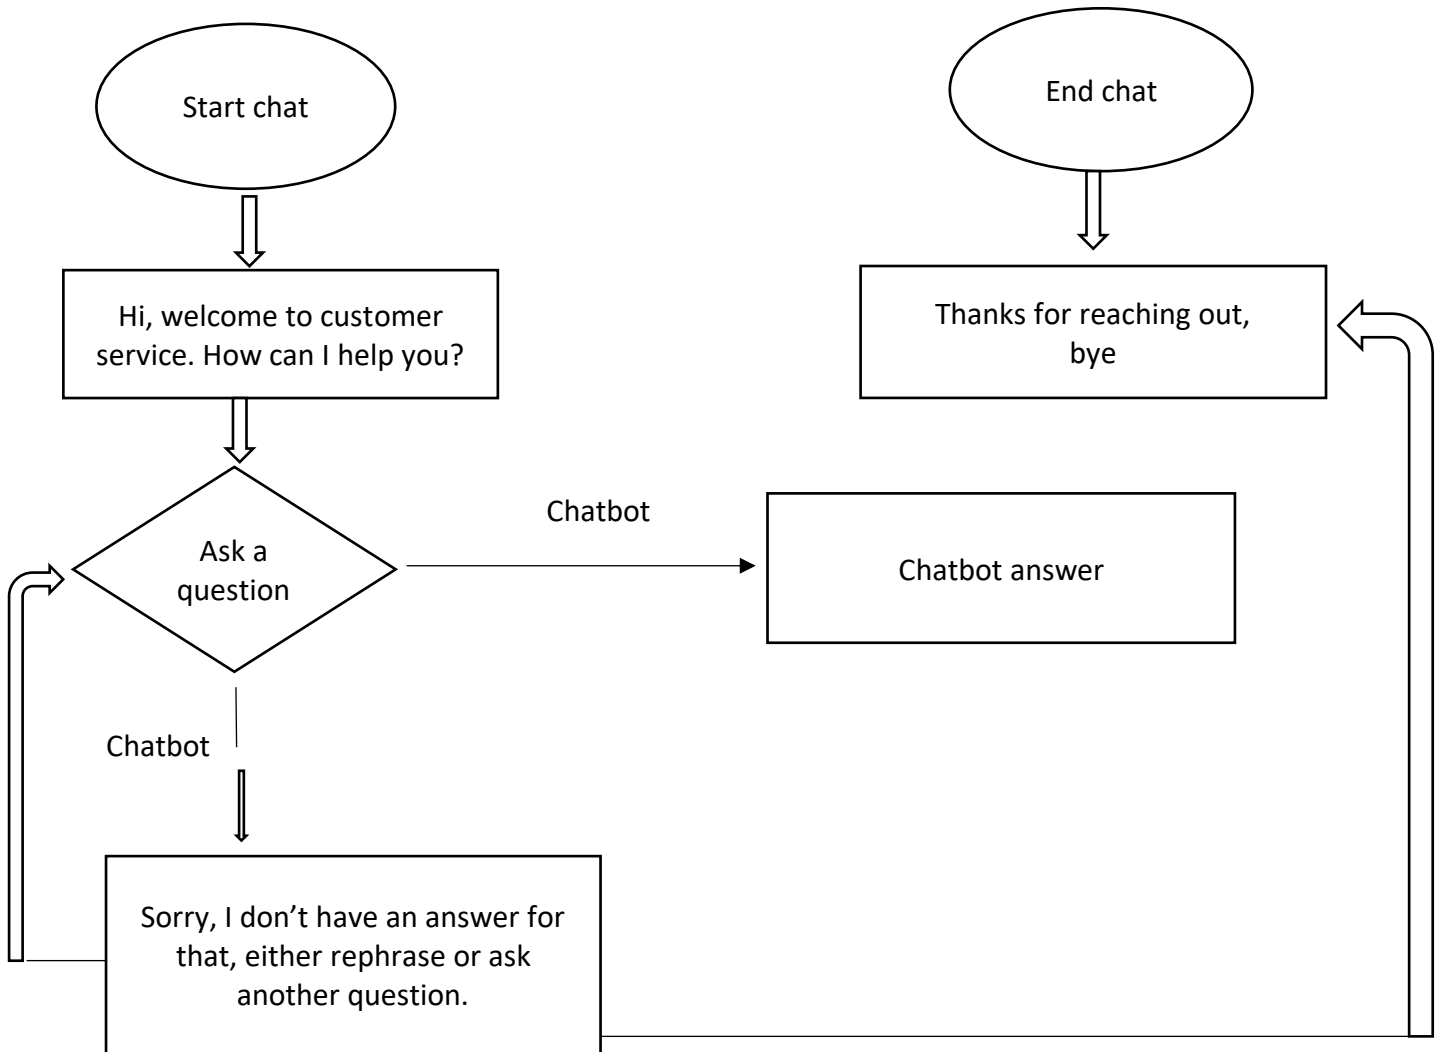 Start chat
End chat
Hi, welcome to customer
service. How can I help you?
Thanks for reaching out,
bye
Chatbot
Ask a
question
Chatbot answer
Chatbot
Sorry, I don’t have an answer for
that, either rephrase or ask
another question.